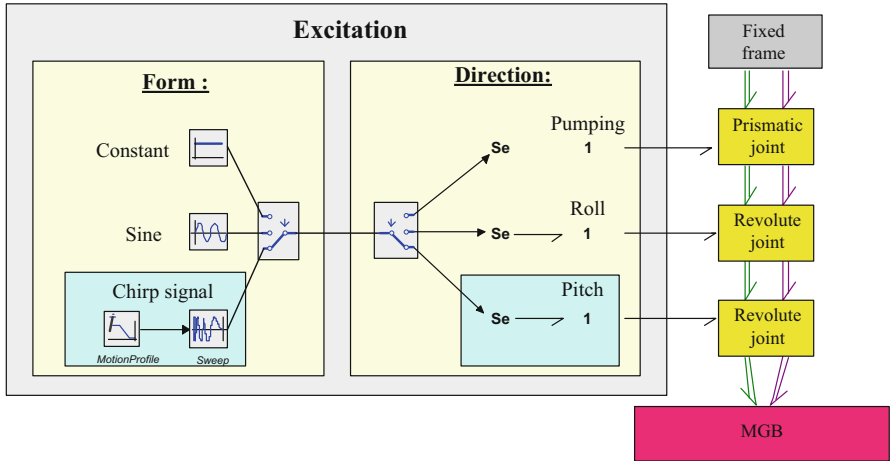 Excitation
Form :
Constant
Sine
Chirp signal
MotionProfile
Sweep
Direction:
Pumping
Se
1
Roll
Se
1
Pitch
Se
1
Fixed
frame
Prismatic
joint
Revolute
joint
Revolute
joint
MGB